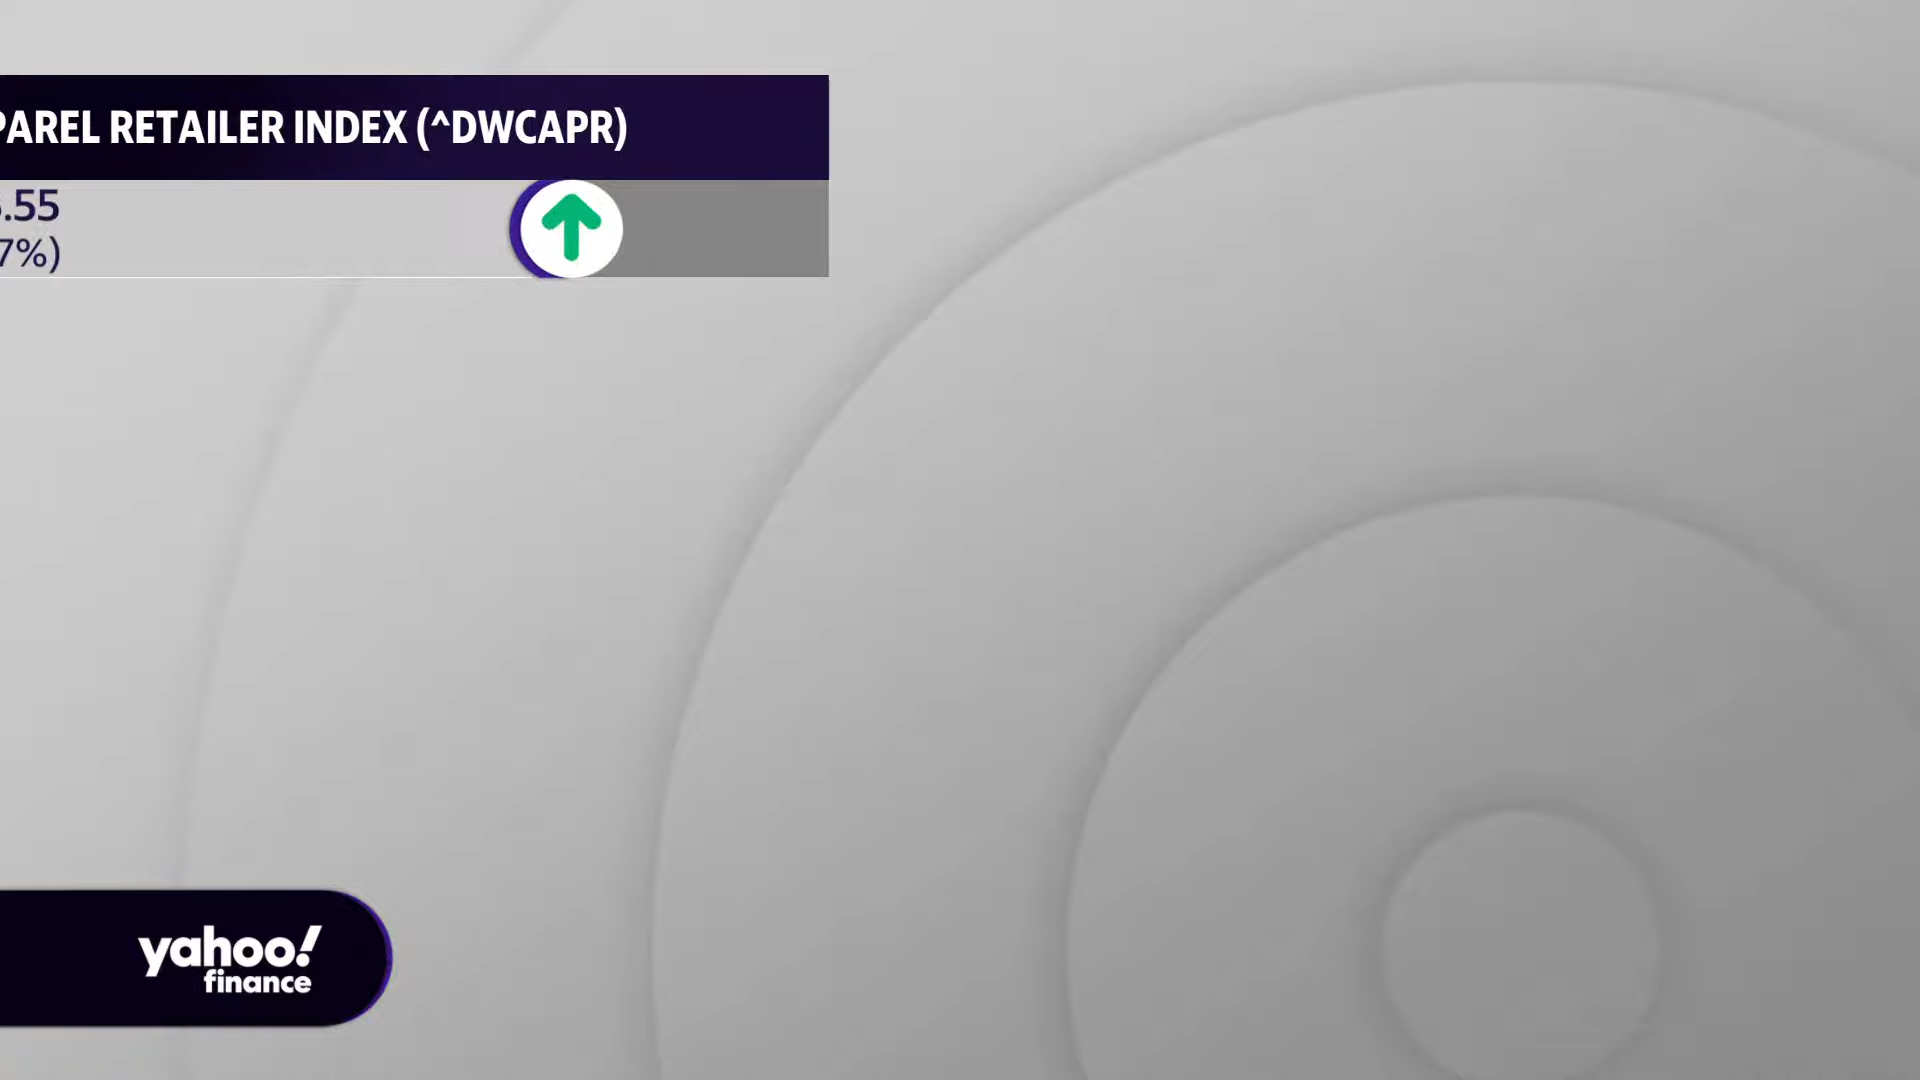 PAREL RETAILER INDEX (^DWCAPR)
.55
7%)
yahoo!
finance